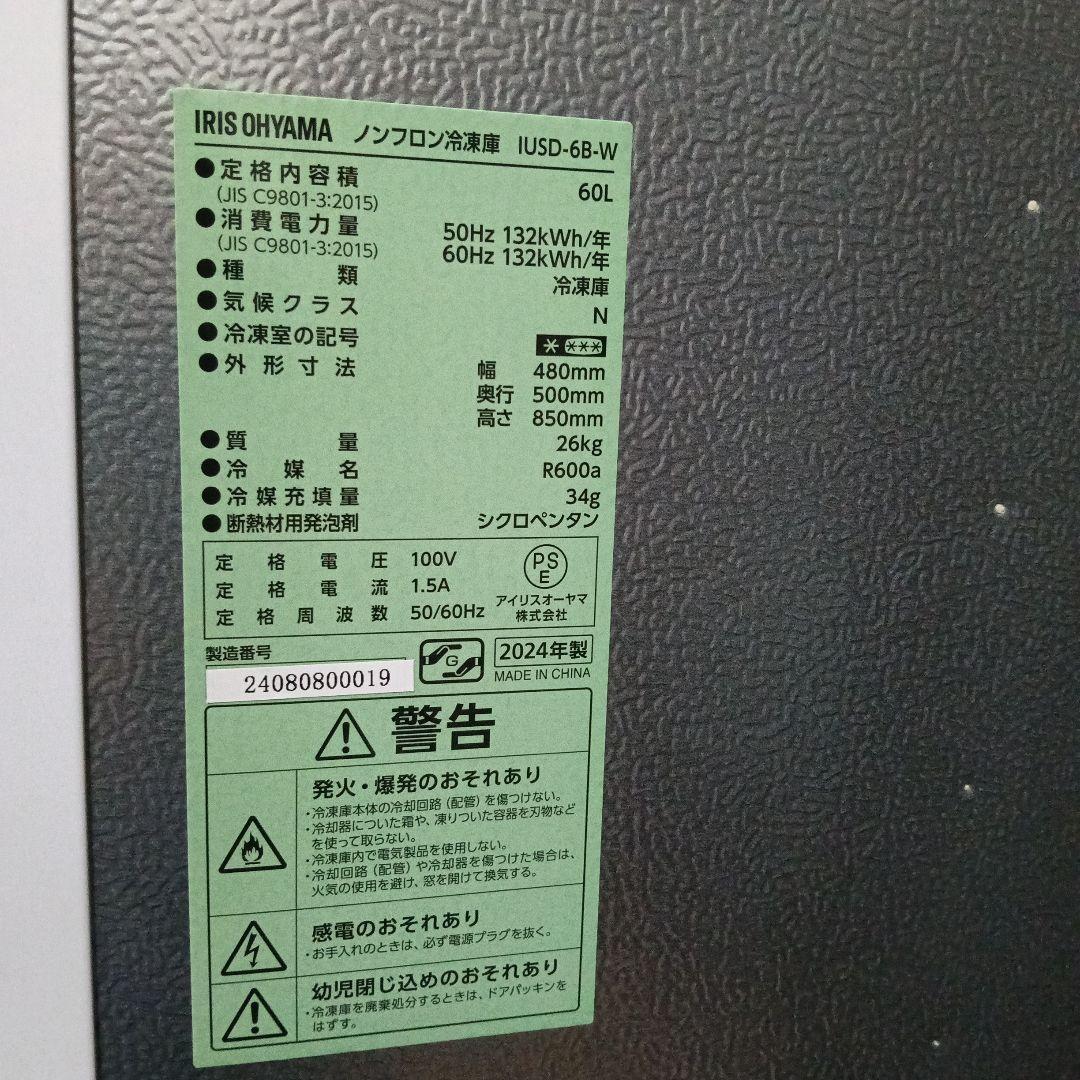 IRIS OHYAMA ノンフロン冷凍庫 IUSD-6B-W
●定格内容積 60L
(JIS C9801-3:2015)
●消費電力量 50Hz 132kWh/年
(JIS C9801-3:2015) 60Hz 132kWh/年
●種類 冷凍庫
●気候クラス N
●冷凍室の記号 * ***
●外形寸法 幅 480mm
奥行 500mm
高さ 850mm
●質量 26kg
●冷媒名 R600a
●冷媒充填量 34g
●断熱材用発泡剤 シクロペンタン
定格電圧 100V
定格電流 1.5A
定格周波数 50/60Hz
PS
E
アイリスオーヤマ
株式会社
製造番号
24080800019
G
2024年製
MADE IN CHINA
警告
発火・爆発のおそれあり
・冷凍庫本体の冷却回路(配管)を傷つけない。
・冷却器についた霜や、凍りついた容器を刃物など
を使って取らない。
・冷凍庫内で電気製品を使用しない。
・冷却回路(配管)や冷却器を傷つけた場合は、
火気の使用を避け、窓を開けて換気する。
感電のおそれあり
・お手入れのときは、必ず電源プラグを抜く。
幼児閉じ込めのおそれあり
・冷凍庫を廃棄処分するときは、ドアパッキンを
はずす。